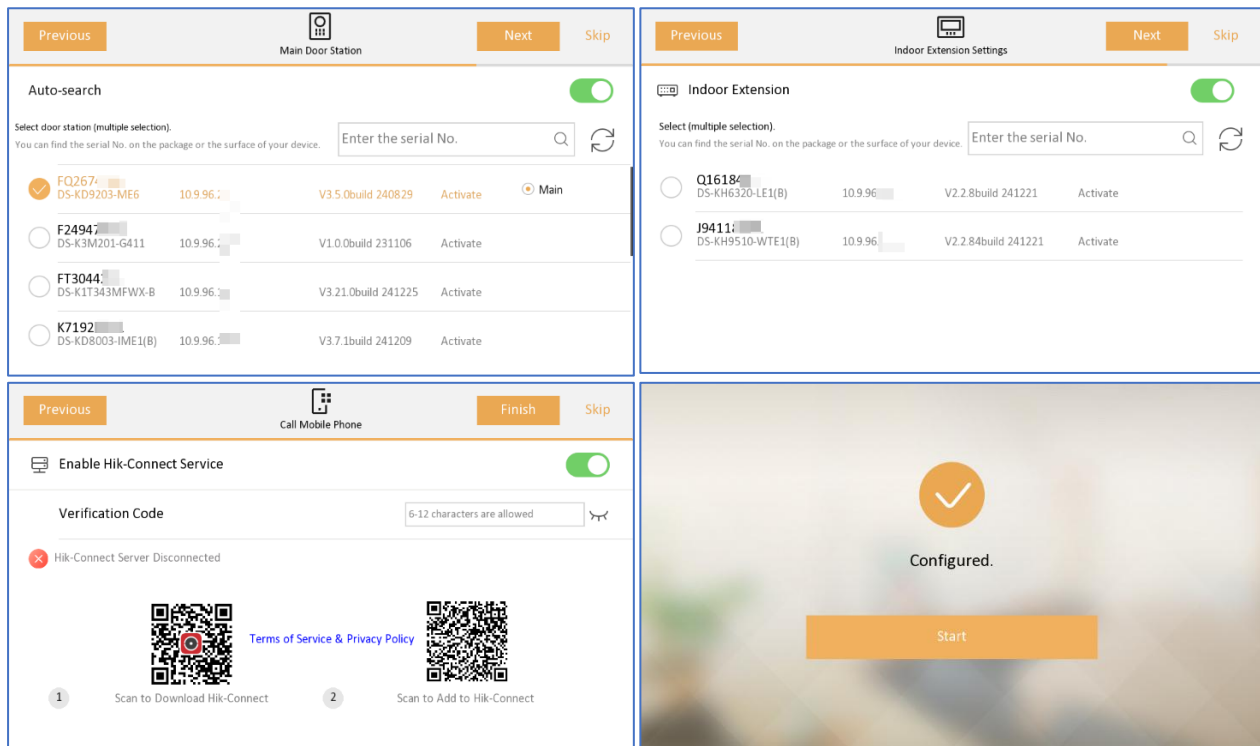 Previous
Main Door Station
Next
Skip
Auto-search
Select door station (multiple selection).
You can find the serial No. on the package or the surface of your device.
Enter the serial No.
FQ267
DS-KD9203-ME6
10.9.96.
V3.5.0build 240829
Activate
Main
F24947
DS-K3M201-G411
10.9.96.
V1.0.0build 231106
Activate
FT3044
DS-K1T343MFWX-B
10.9.96.
V3.21.0build 241225
Activate
K7192
DS-KD8003-IME1(B)
10.9.96.
V3.7.1build 241209
Activate
Previous
Indoor Extension Settings
Next
Skip
Indoor Extension
Select (multiple selection).
You can find the serial No. on the package or the surface of your device.
Enter the serial No.
Q1618
DS-KH6320-LE1(B)
10.9.96
V2.2.8build 241221
Activate
J9411
DS-KH9510-WTE1(B)
10.9.96.
V2.2.84build 241221
Activate
Previous
Call Mobile Phone
Finish
Skip
Enable Hik-Connect Service
Verification Code
6-12 characters are allowed
Hik-Connect Server Disconnected
Terms of Service & Privacy Policy
1
Scan to Download Hik-Connect
2
Scan to Add to Hik-Connect
Configured.
Start